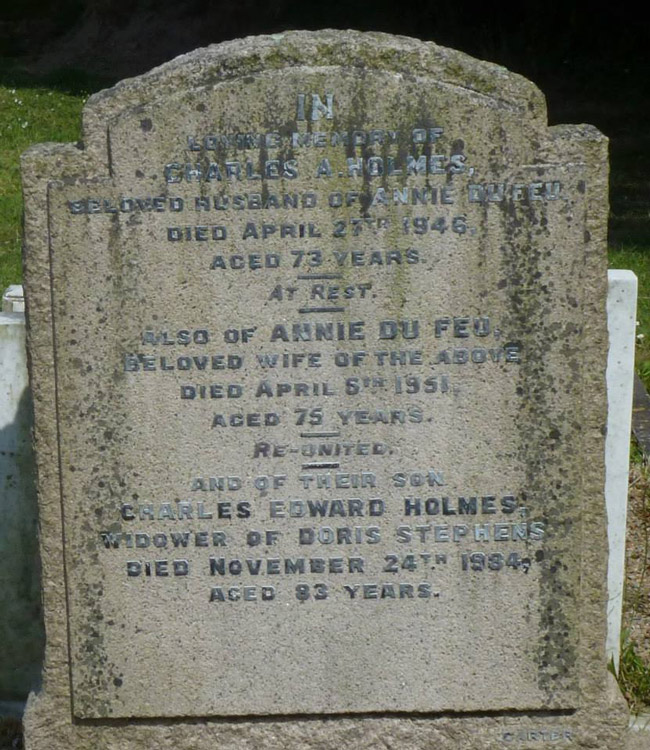 IN
LOVING MEMORY OF
CHARLES A. HOLMES,
BELOVED HUSBAND OF ANNIE DU FEU,
DIED APRIL 27TH 1946,
AGED 73 YEARS.
AT REST.
ALSO OF ANNIE DU FEU,
BELOVED WIFE OF THE ABOVE
DIED APRIL 5TH 1951,
AGED 75 YEARS.
RE-UNITED.
AND OF THEIR SON
CHARLES EDWARD HOLMES,
WIDOWER OF DORIS STEPHENS
DIED NOVEMBER 24TH 1984,
AGED 83 YEARS.
CARTER